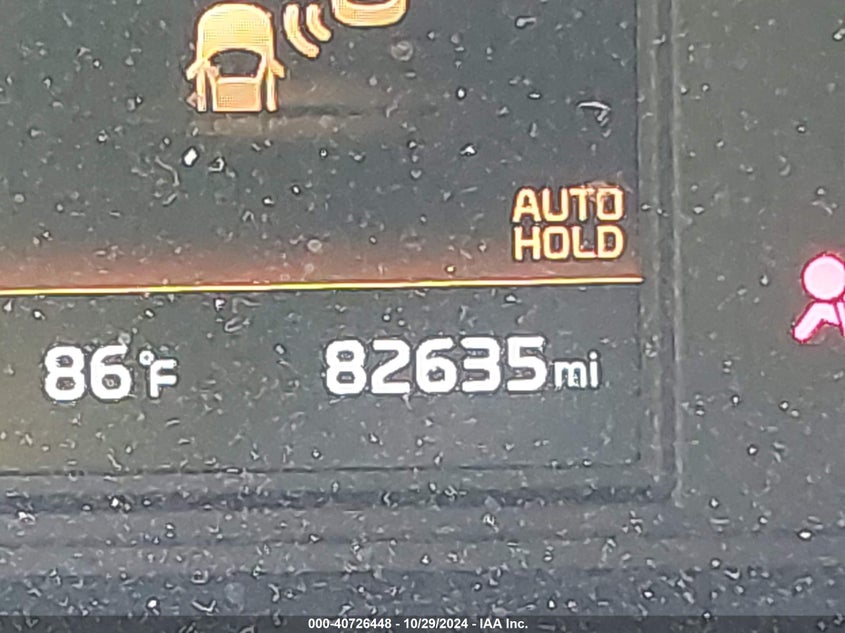 AUTO
HOLD
86°F 82635mi
000-40726448 - 10/29/2024 - IAA Inc.